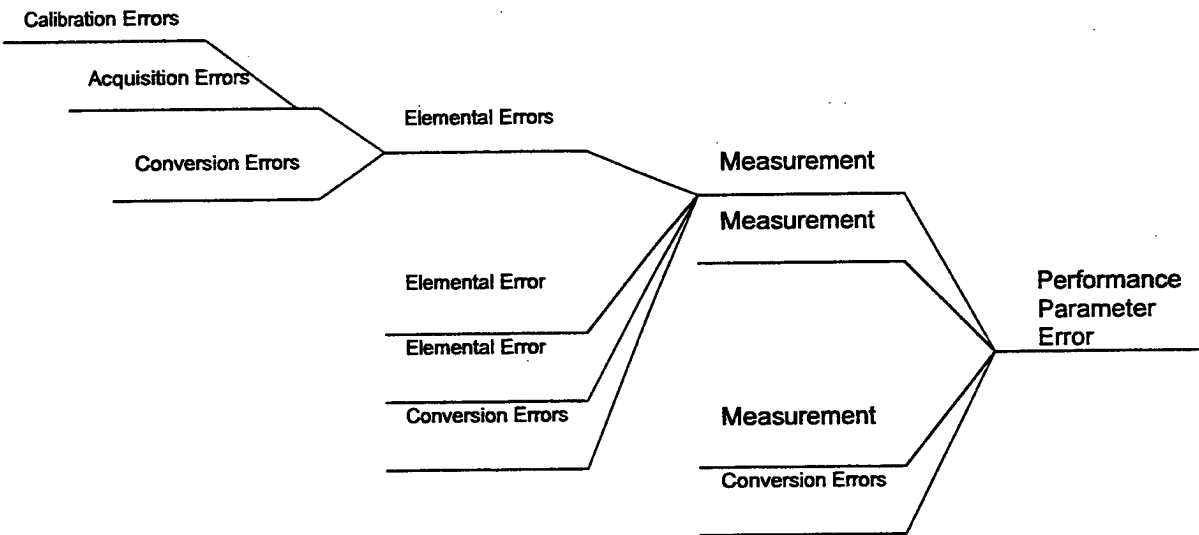 Calibration Errors
Acquisition Errors
Conversion Errors
Elemental Errors
Elemental Error
Elemental Error
Conversion Errors
Measurement
Measurement
Measurement
Conversion Errors
Performance
Parameter
Error